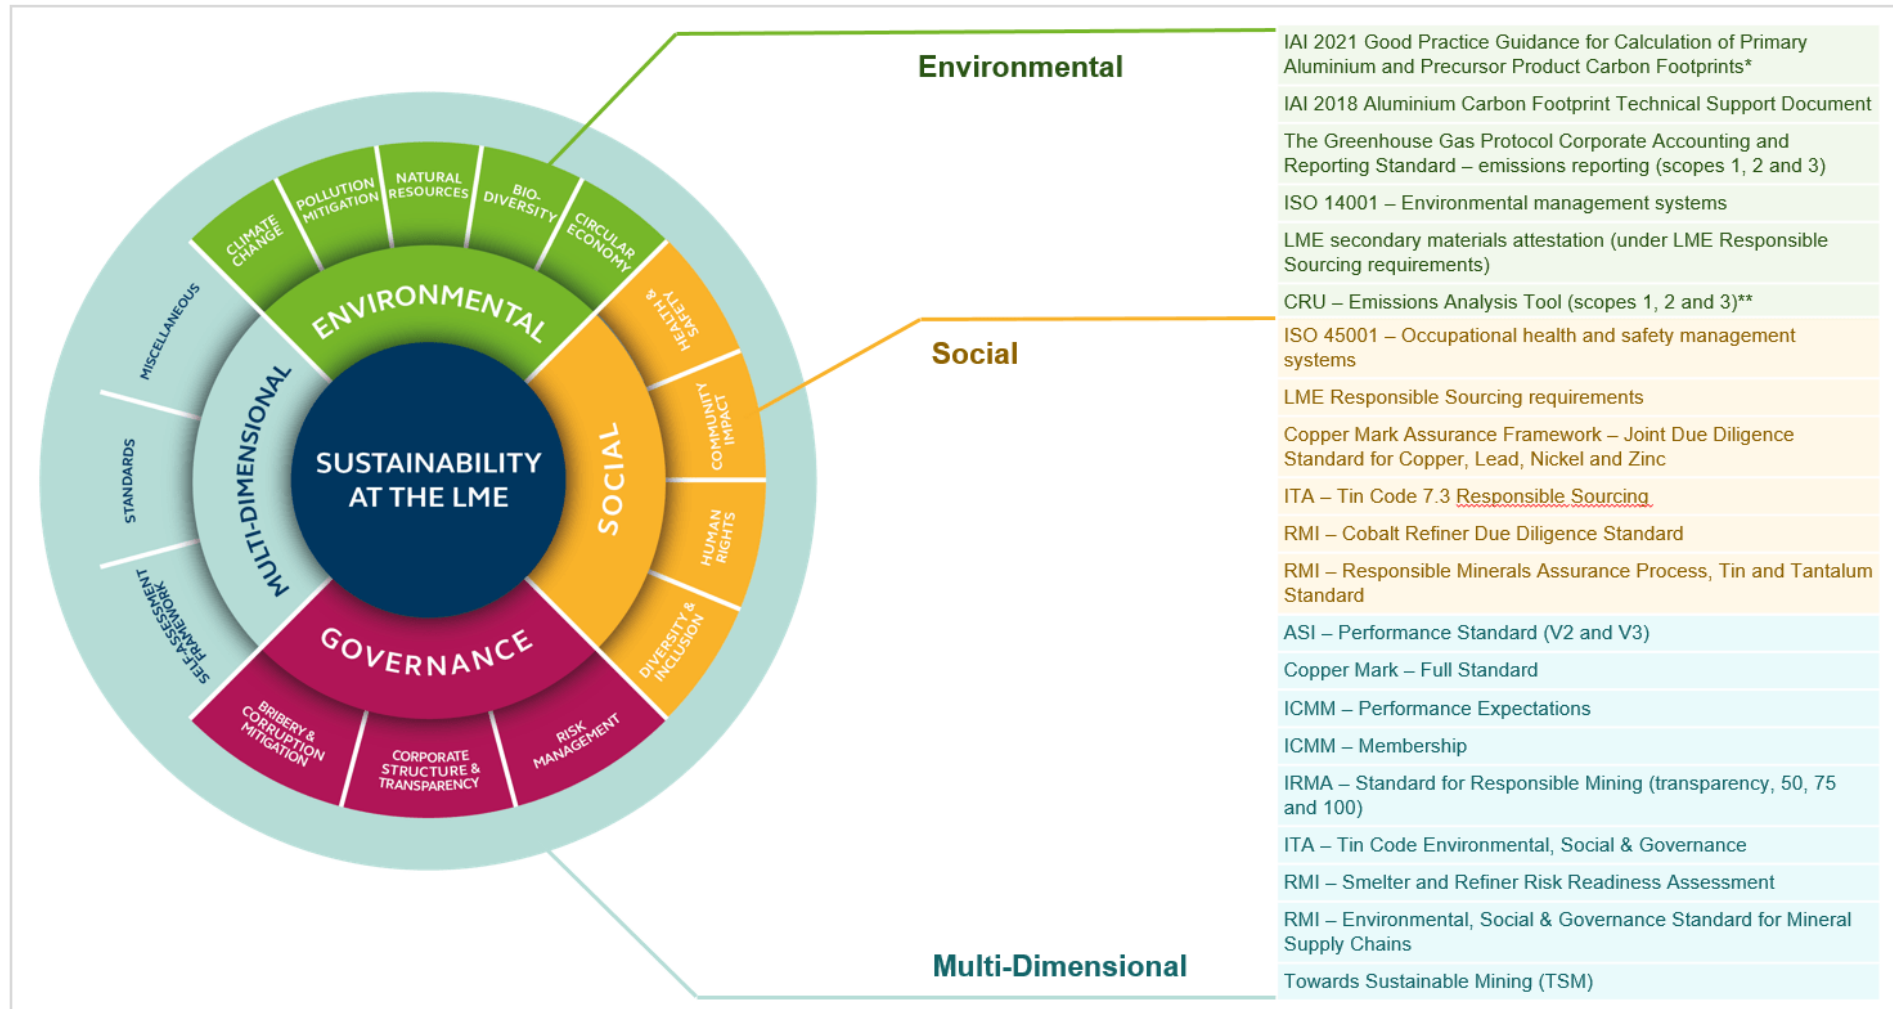 SUSTAINABILITY
AT THE LME
ENVIRONMENTAL
CLIMATE
CHANGE
POLLUTION
MITIGATION
NATURAL
RESOURCES
BIO-
DIVERSITY
CIRCULAR
ECONOMY
SOCIAL
HEALTH &
SAFETY
COMMUNITY
IMPACT
HUMAN
RIGHTS
DIVERSITY &
INCLUSION
GOVERNANCE
RISK
MANAGEMENT
CORPORATE
STRUCTURE &
TRANSPARENCY
BRIBERY &
CORRUPTION
MITIGATION
MULTI-DIMENSIONAL
SELF-ASSESSMENT
FRAMEWORK
STANDARDS
MISCELLANEOUS
Environmental
IAI 2021 Good Practice Guidance for Calculation of Primary
Aluminium and Precursor Product Carbon Footprints*
IAI 2018 Aluminium Carbon Footprint Technical Support Document
The Greenhouse Gas Protocol Corporate Accounting and
Reporting Standard – emissions reporting (scopes 1, 2 and 3)
ISO 14001 – Environmental management systems
LME secondary materials attestation (under LME Responsible
Sourcing requirements)
CRU – Emissions Analysis Tool (scopes 1, 2 and 3)**
Social
ISO 45001 – Occupational health and safety management
systems
LME Responsible Sourcing requirements
Copper Mark Assurance Framework – Joint Due Diligence
Standard for Copper, Lead, Nickel and Zinc
ITA – Tin Code 7.3 Responsible Sourcing
RMI – Cobalt Refiner Due Diligence Standard
RMI – Responsible Minerals Assurance Process, Tin and Tantalum
Standard
Multi-Dimensional
ASI – Performance Standard (V2 and V3)
Copper Mark – Full Standard
ICMM – Performance Expectations
ICMM – Membership
IRMA – Standard for Responsible Mining (transparency, 50, 75
and 100)
ITA – Tin Code Environmental, Social & Governance
RMI – Smelter and Refiner Risk Readiness Assessment
RMI – Environmental, Social & Governance Standard for Mineral
Supply Chains
Towards Sustainable Mining (TSM)